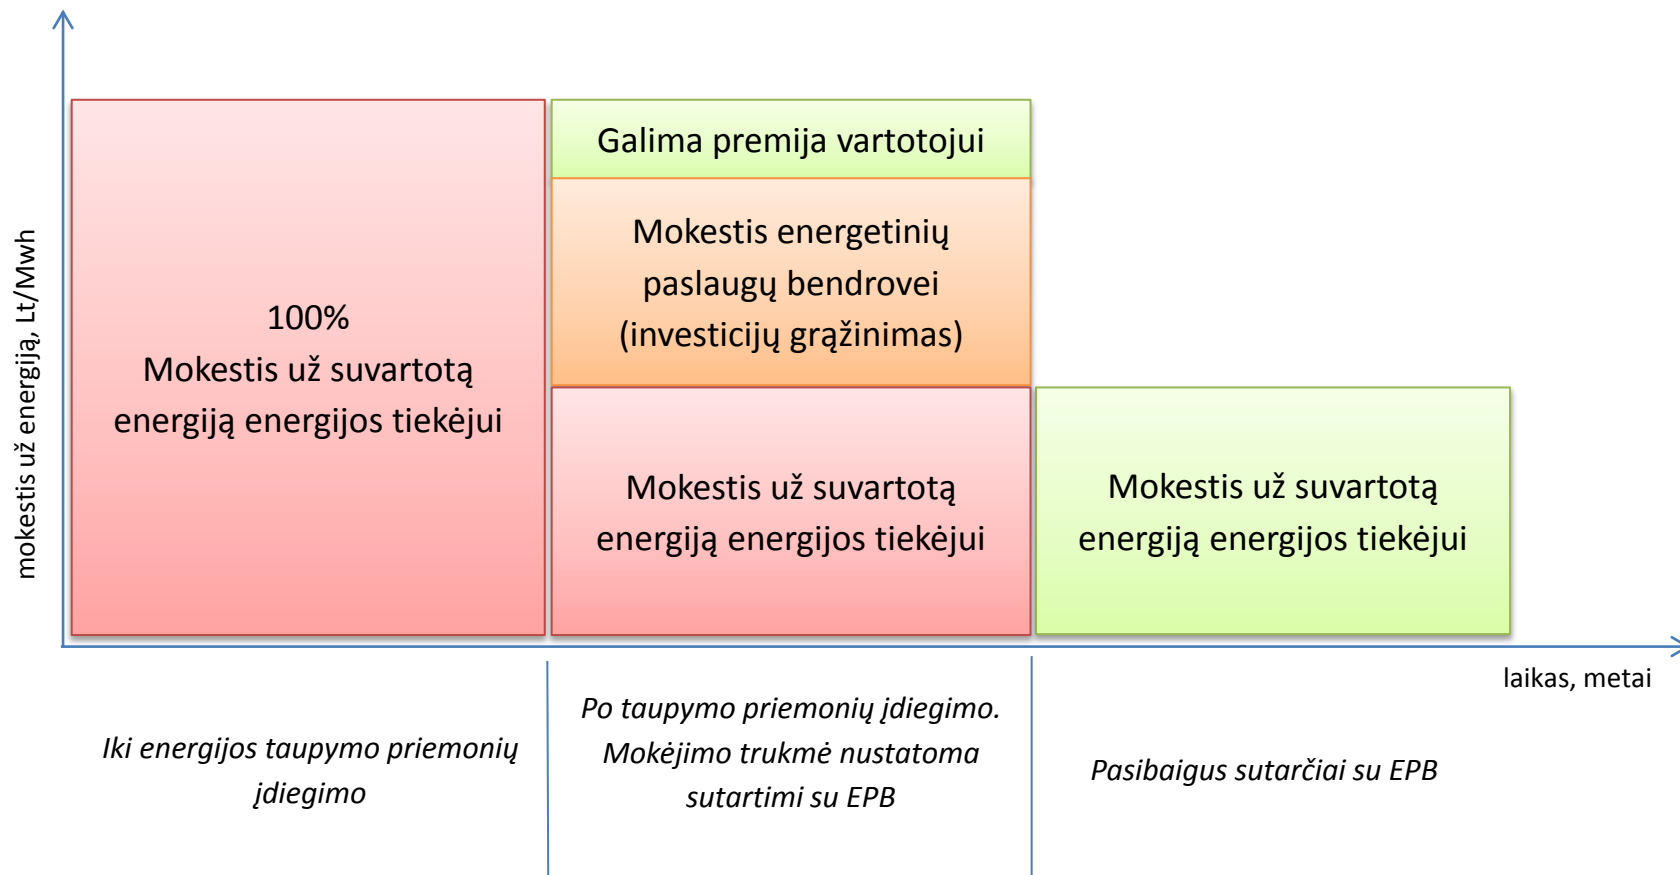 mokestis už energiją, Lt/Mwh
100%
Mokestis už suvartotą
energiją energijos tiekėjui
Galima premija vartotojui
Mokestis energetinių
paslaugų bendrovei
(investicijų grąžinimas)
Mokestis už suvartotą
energiją energijos tiekėjui
Mokestis už suvartotą
energiją energijos tiekėjui
laikas, metai
Iki energijos taupymo priemonių
įdiegimo
Po taupymo priemonių įdiegimo.
Mokėjimo trukmė nustatoma
sutartimi su EPB
Pasibaigus sutarčiai su EPB